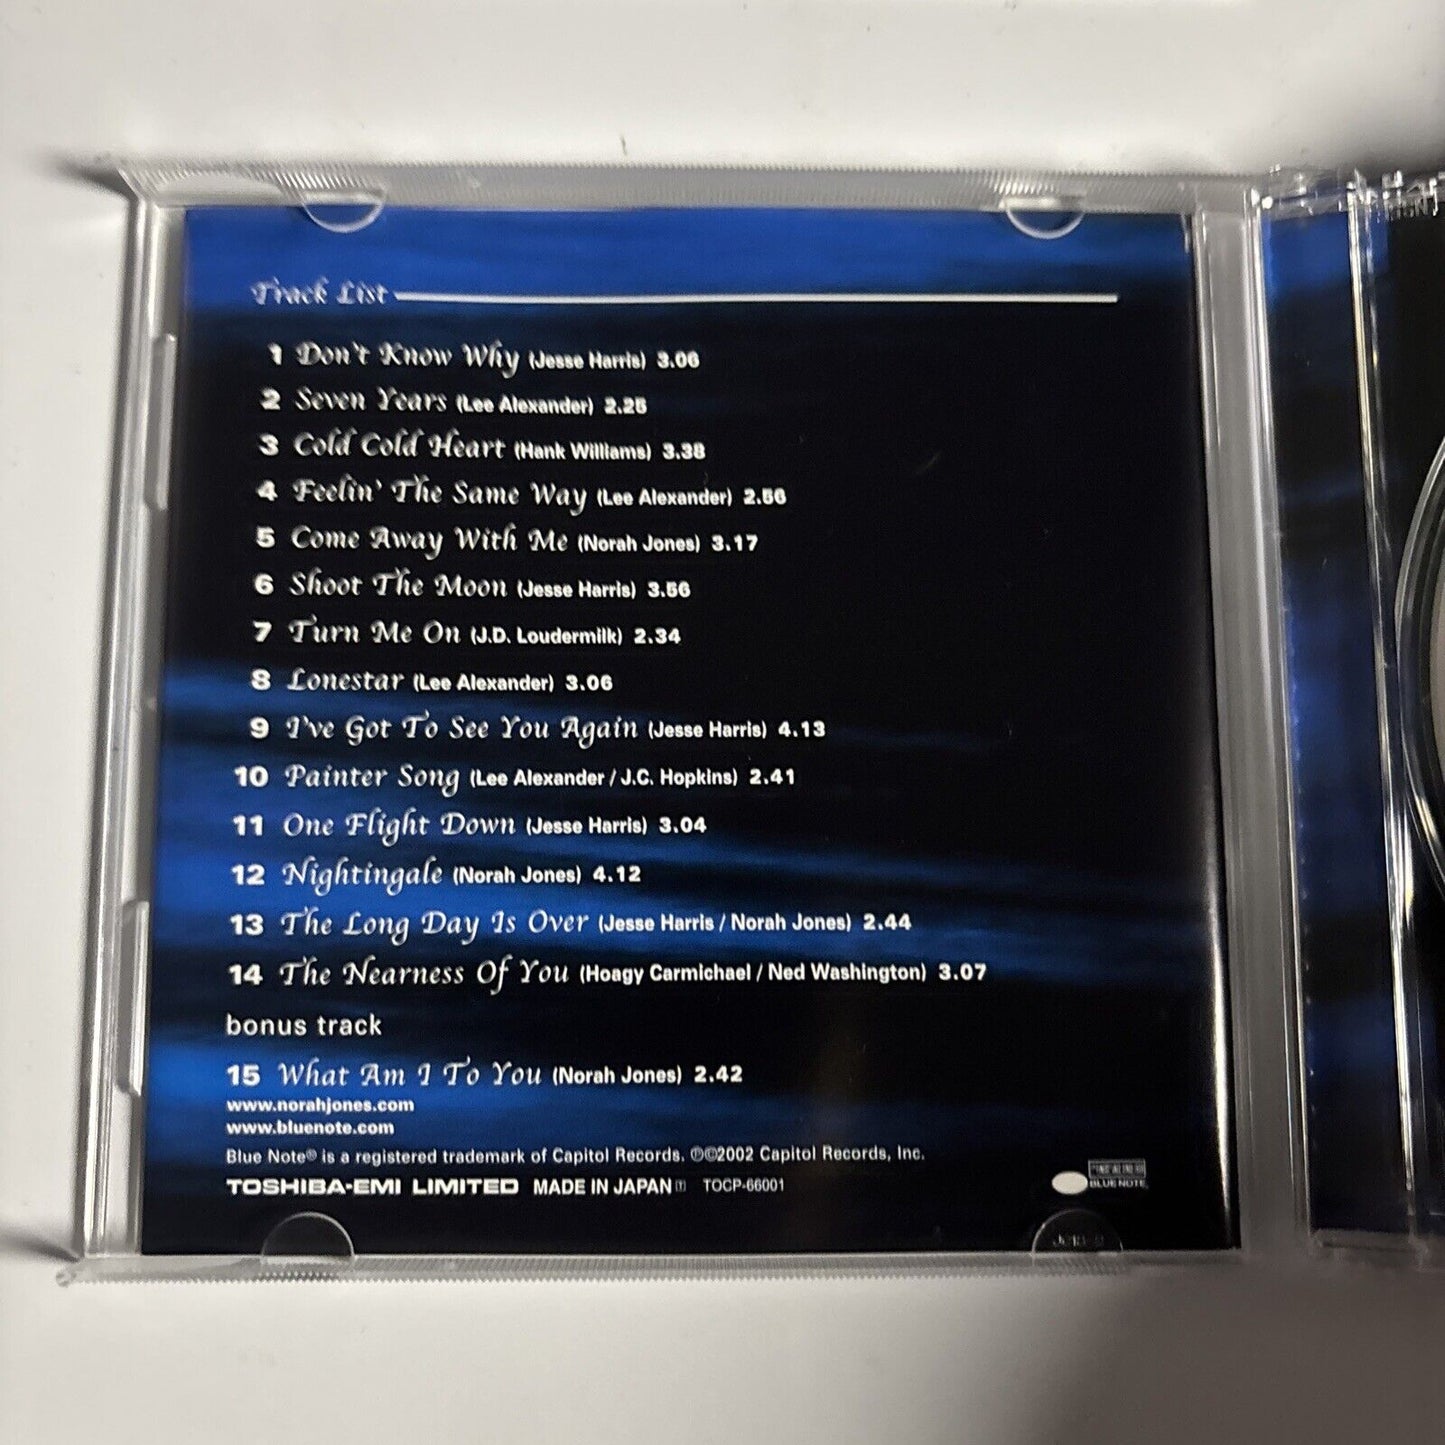 Track List
1 Don't Know Why (Jesse Harris) 3.06
2 Seven Years (Lee Alexander) 2.25
3 Cold Cold Heart (Hank Williams) 3.38
4 Feelin' The Same Way (Lee Alexander) 2.56
5 Come Away With Me (Norah Jones) 3.17
6 Shoot The Moon (Jesse Harris) 3.56
7 Turn Me On (J.D. Loudermilk) 2.34
8 Lonestar (Lee Alexander) 3.06
9 I've Got To See You Again (Jesse Harris) 4.13
10 Painter Song (Lee Alexander / J.C. Hopkins) 2.41
11 One Flight Down (Jesse Harris) 3.04
12 Nightingale (Norah Jones) 4.12
13 The Long Day Is Over (Jesse Harris / Norah Jones) 2.44
14 The Nearness Of You (Hoagy Carmichael / Ned Washington) 3.07
bonus track
15 What Am I To You (Norah Jones) 2.42
www.norahjones.com
www.bluenote.com
Blue Note® is a registered trademark of Capitol Records. ℗©2002 Capitol Records, Inc.
TOSHIBA-EMI LIMITED MADE IN JAPAN TOCP-66001
BLUE NOTE